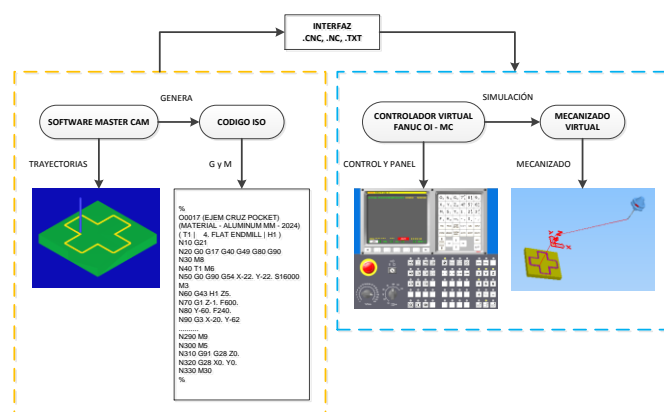 INTERFAZ
.CNC, .NC, .TXT
GENERA
SOFTWARE MASTER CAM
CODIGO ISO
TRAYECTORIAS
G y M
%
O0017 (EJEM CRUZ POCKET)
(MATERIAL - ALUMINUM MM - 2024)
( T1 | 4. FLAT ENDMILL | H1 )
N10 G21
N20 G0 G17 G40 G49 G80 G90
N30 M8
N40 T1 M6
N50 G0 G90 G54 X-22. Y-22. S16000
M3
N60 G43 H1 Z5.
N70 G1 Z-1. F600.
N80 Y-60. F240.
N90 G3 X-20. Y-62
..........
N290 M9
N300 M5
N310 G91 G28 Z0.
N320 G28 X0. Y0.
N330 M30
%
SIMULACIÓN
CONTROLADOR VIRTUAL
FANUC OI - MC
MECANIZADO
VIRTUAL
CONTROL Y PANEL
MECANIZADO